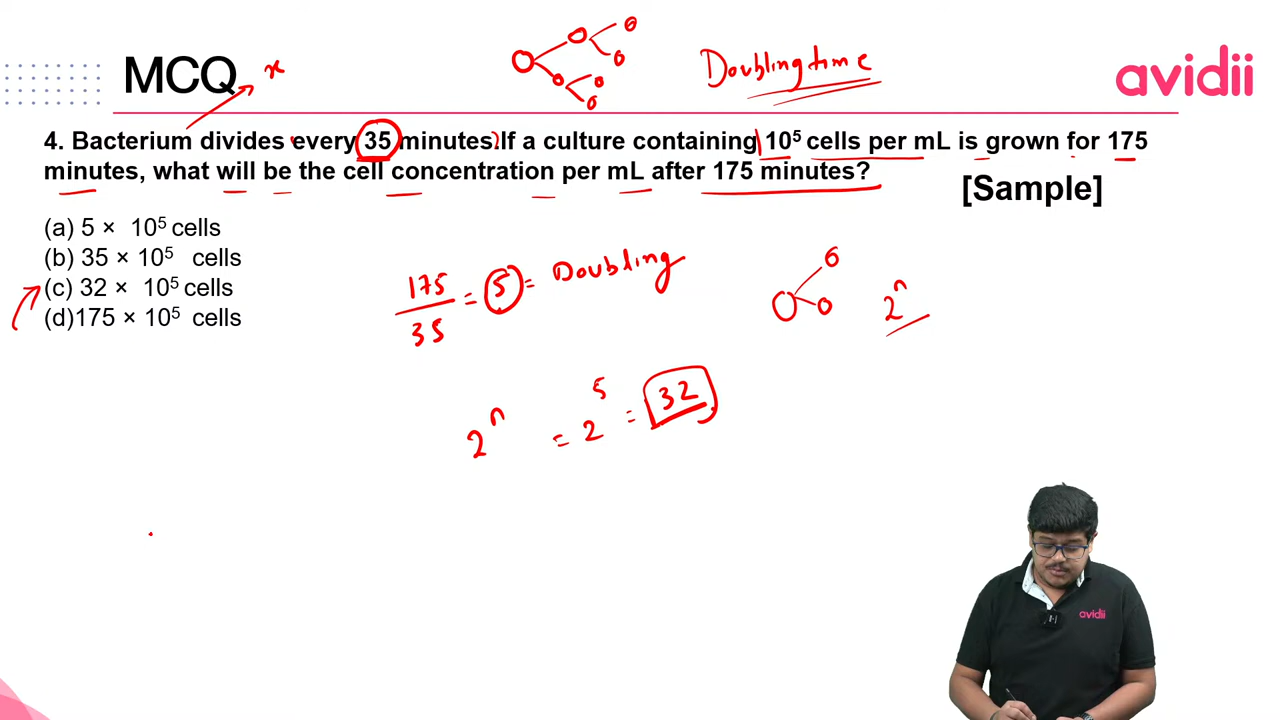 MCQ
x
Doubling time
avidii
4. Bacterium divides every 35 minutes. If a culture containing 10⁵ cells per mL is grown for 175
minutes, what will be the cell concentration per mL after 175 minutes?
[Sample]
(a) 5 × 10⁵ cells
(b) 35 × 10⁵ cells
(c) 32 × 10⁵ cells
(d)175 × 10⁵ cells
175/35 = 5 = Doubling
2ⁿ
2ⁿ = 2⁵ = 32
avidii